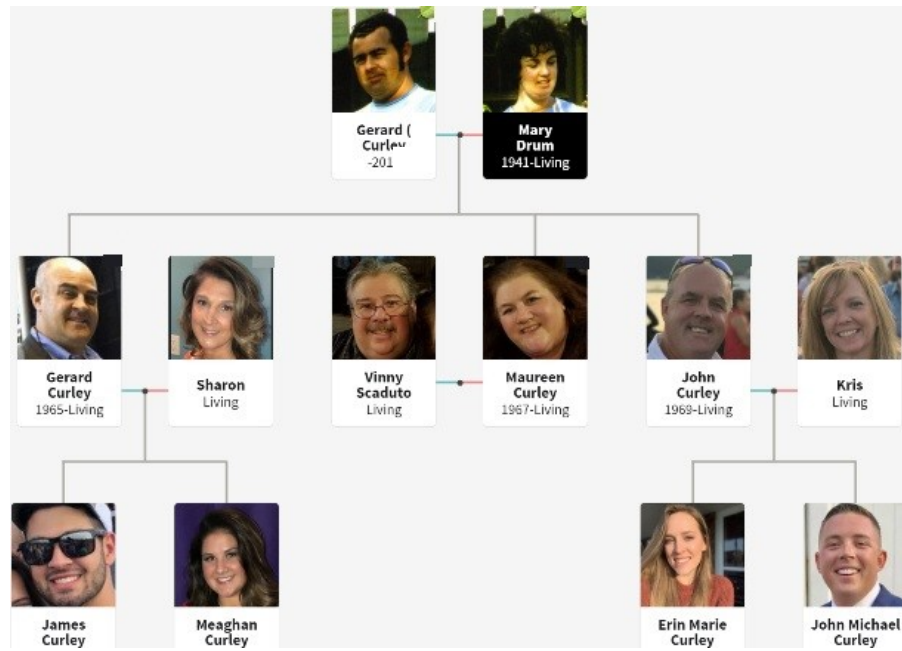 Gerard (
Curley
-201
Mary
Drum
1941-Living
Gerard
Curley
1965-Living
Sharon
Living
Vinny
Scaduto
Living
Maureen
Curley
1967-Living
John
Curley
1969-Living
Kris
Living
James
Curley
Meaghan
Curley
Erin Marie
Curley
John Michael
Curley